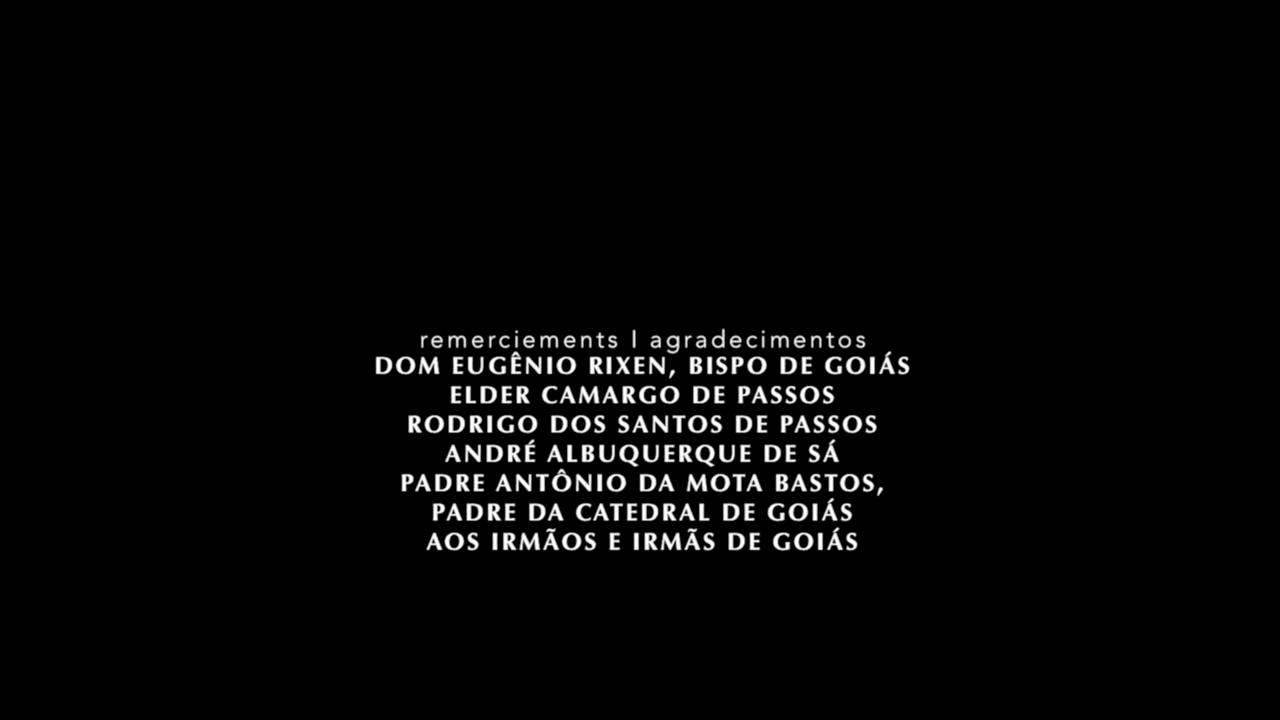 remerciements | agradecimentos
DOM EUGÊNIO RIXEN, BISPO DE GOIÁS
ELDER CAMARGO DE PASSOS
RODRIGO DOS SANTOS DE PASSOS
ANDRÉ ALBUQUERQUE DE SÁ
PADRE ANTÔNIO DA MOTA BASTOS,
PADRE DA CATEDRAL DE GOIÁS
AOS IRMÃOS E IRMÃS DE GOIÁS